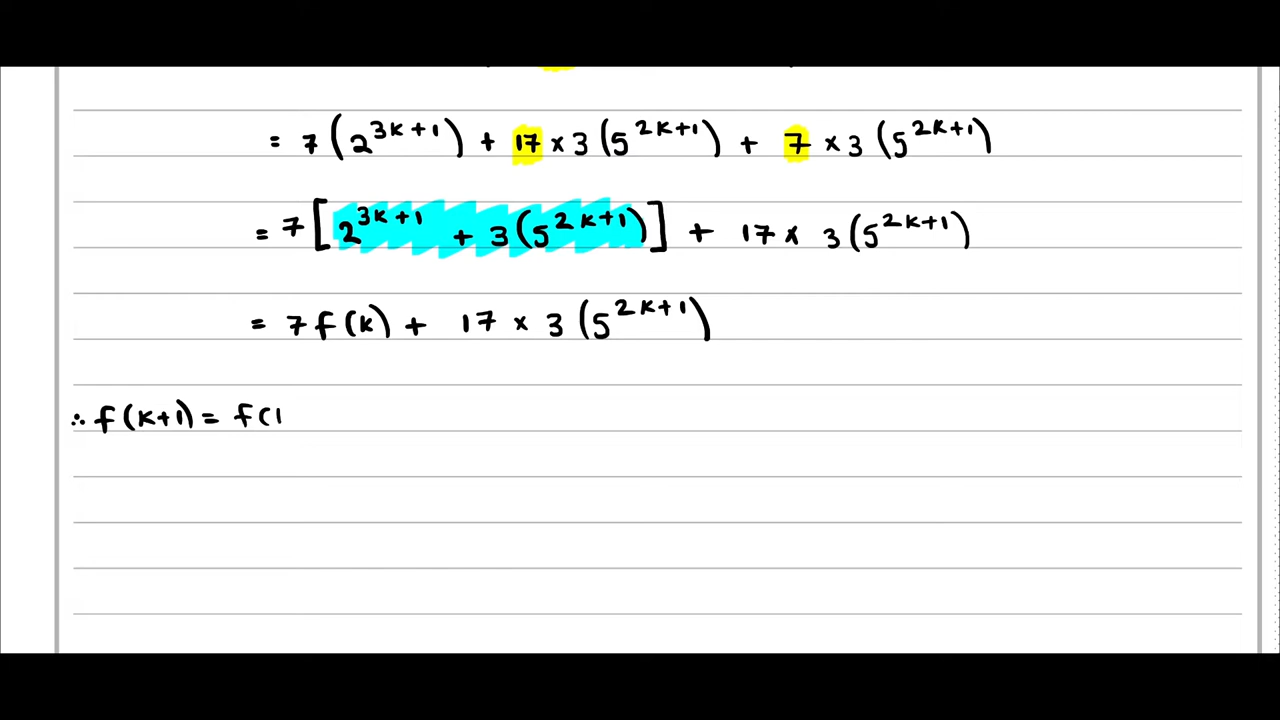 = 7(2^{3k+1}) + 17 × 3(5^{2k+1}) + 7 × 3(5^{2k+1})
= 7[2^{3k+1} + 3(5^{2k+1})] + 17 × 3(5^{2k+1})
= 7f(k) + 17 × 3(5^{2k+1})
∴ f(k+1) = f(